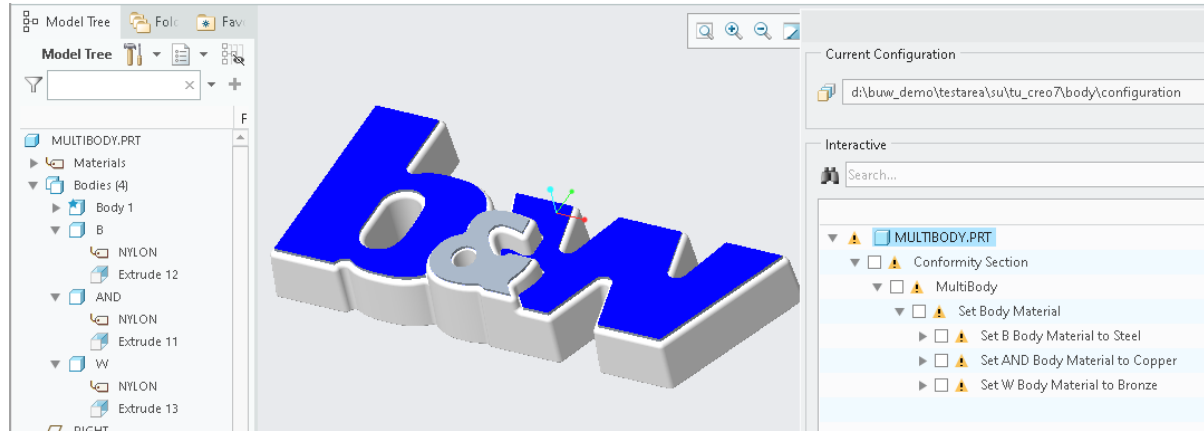 Model Tree
Fold
Favo
Model Tree
F
MULTIBODY.PRT
Materials
Bodies (4)
Body 1
B
NYLON
Extrude 12
AND
NYLON
Extrude 11
W
NYLON
Extrude 13
RIGHT
b&w
Current Configuration
d:\buw_demo\testarea\su\tu_creo7\body\configuration
Interactive
Search...
MULTIBODY.PRT
Conformity Section
MultiBody
Set Body Material
Set B Body Material to Steel
Set AND Body Material to Copper
Set W Body Material to Bronze